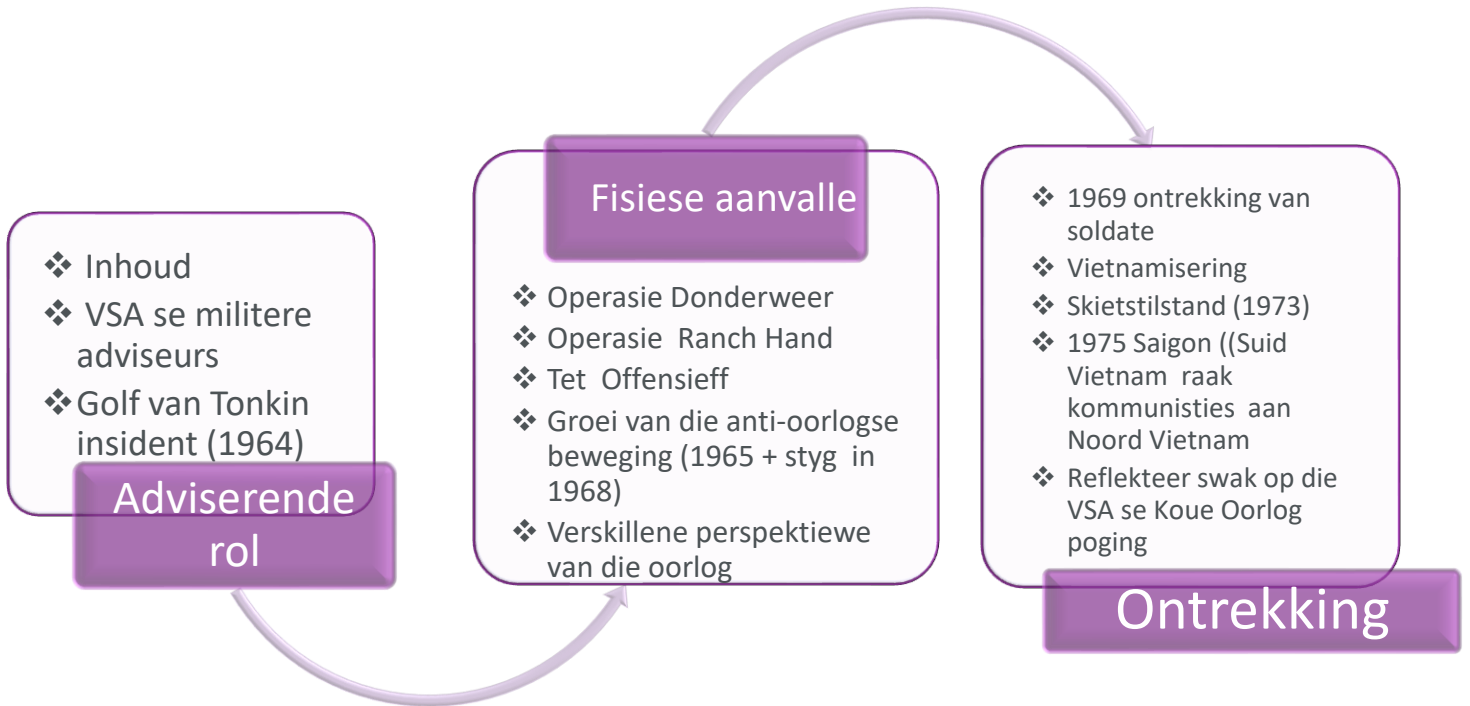 ❖ Inhoud
❖ VSA se militere
adviseurs
❖ Golf van Tonkin
insident (1964)
Adviserende
rol
Fisiese aanvalle
❖ Operasie Donderweer
❖ Operasie Ranch Hand
❖ Tet Offensieff
❖ Groei van die anti-oorlogse
beweging (1965 + styg in
1968)
❖ Verskillene perspektiewe
van die oorlog
❖ 1969 ontrekking van
soldate
❖ Vietnamisering
❖ Skietstilstand (1973)
❖ 1975 Saigon ((Suid
Vietnam raak
kommunisties aan
Noord Vietnam
❖ Reflekteer swak op die
VSA se Koue Oorlog
poging
Ontrekking